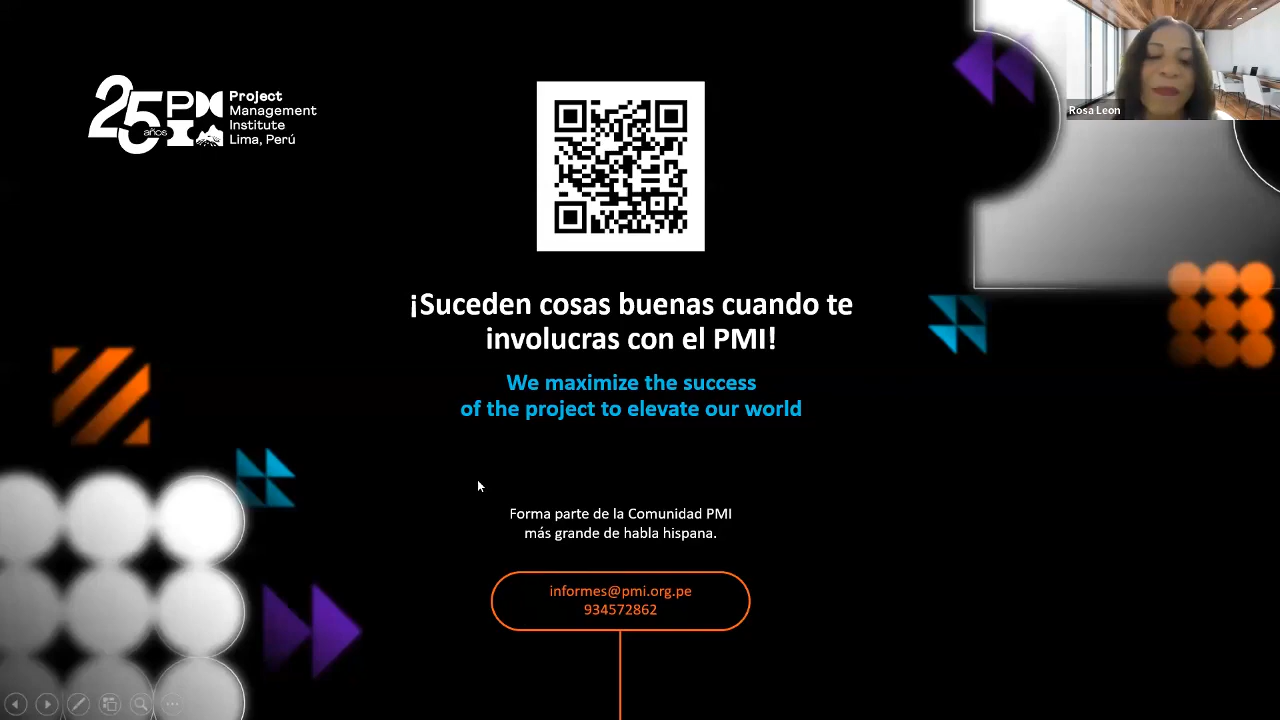 25 años
PMI
Project
Management
Institute
Lima, Perú
Rosa Leon
¡Suceden cosas buenas cuando te
involucras con el PMI!
We maximize the success
of the project to elevate our world
Forma parte de la Comunidad PMI
más grande de habla hispana.
informes@pmi.org.pe
934572862